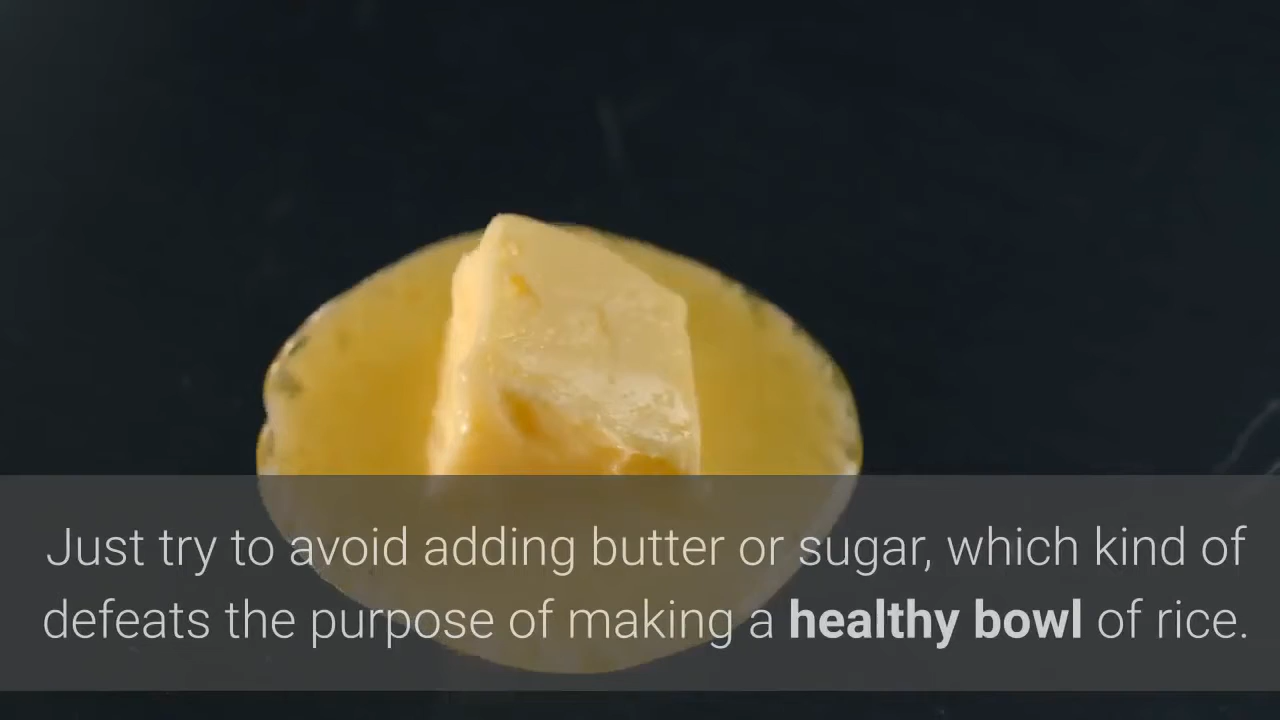 Just try to avoid adding butter or sugar, which kind of
defeats the purpose of making a healthy bowl of rice.